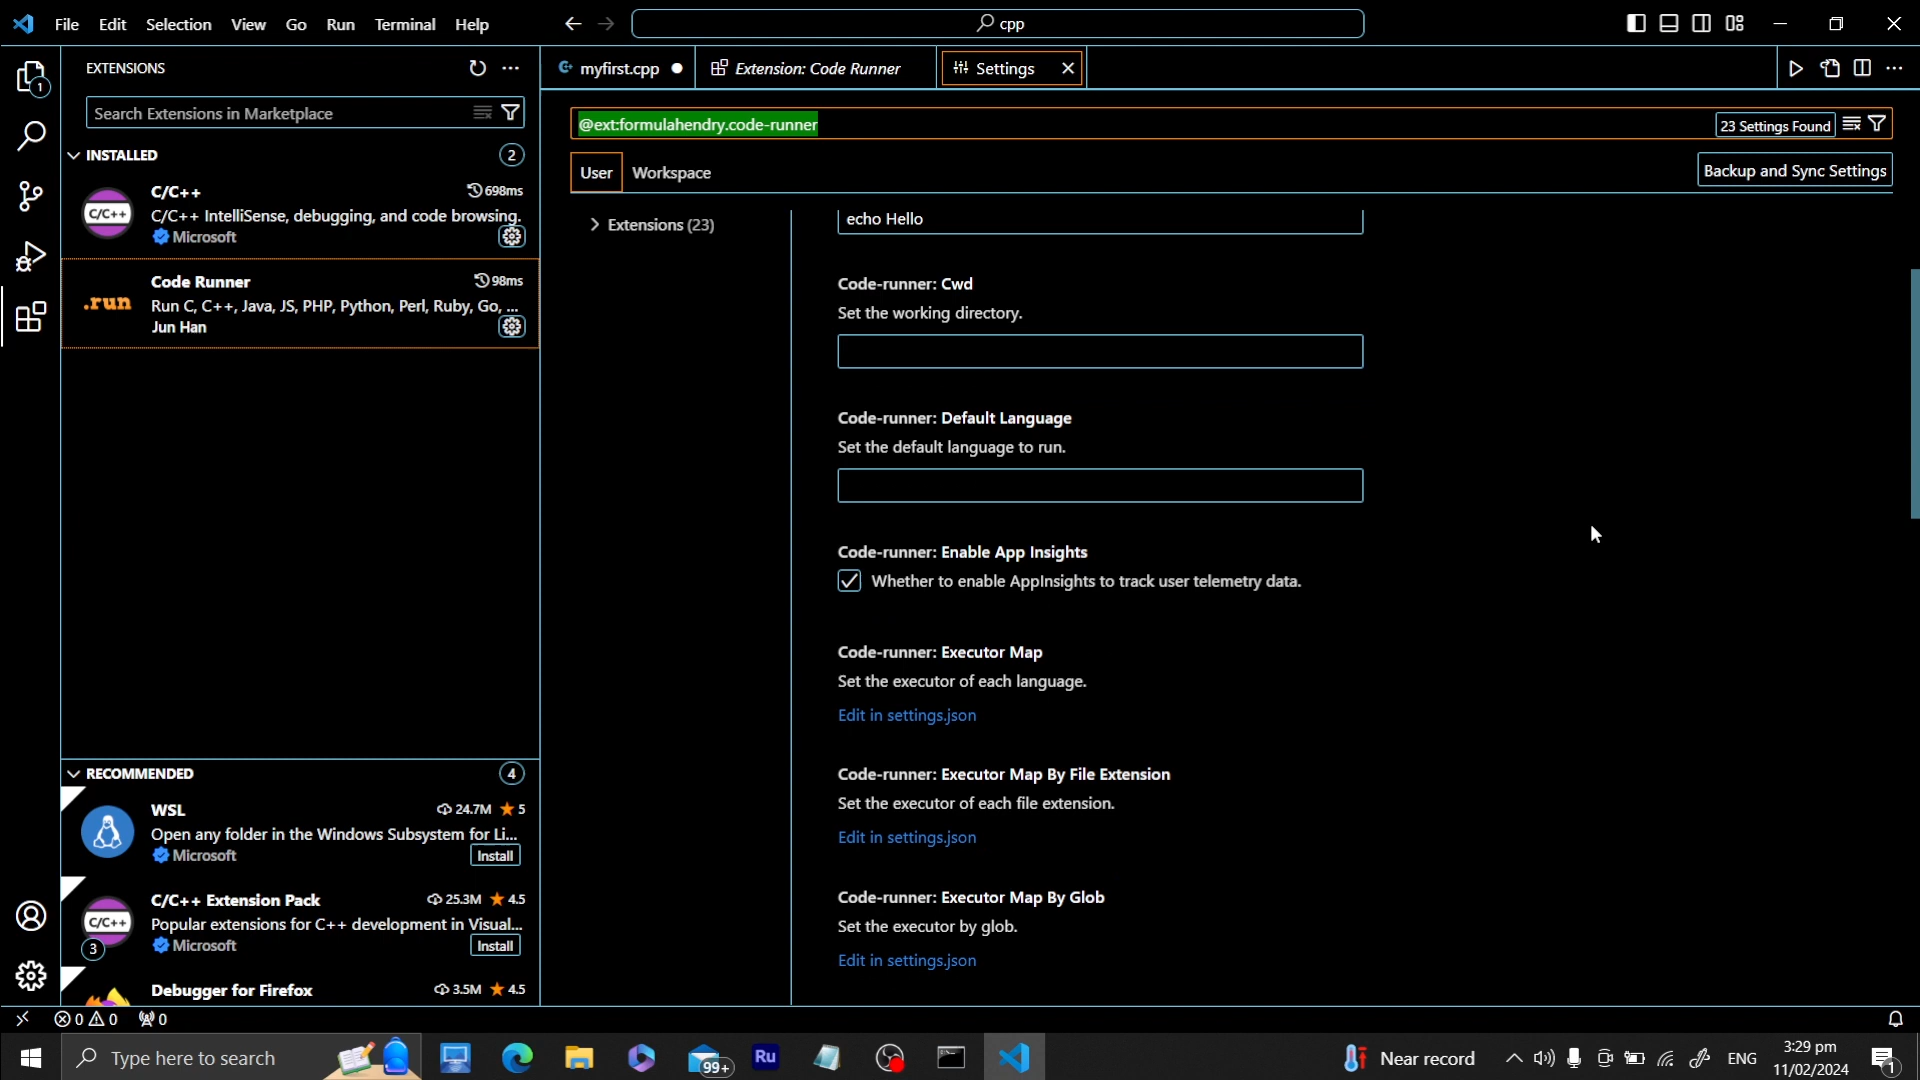 File Edit Selection View Go Run Terminal Help
cpp
EXTENSIONS
myfirst.cpp
Extension: Code Runner
Settings
Search Extensions in Marketplace
@ext:formulahendry.code-runner
23 Settings Found
INSTALLED
2
User
Workspace
Backup and Sync Settings
C/C++
C/C++
698ms
C/C++ IntelliSense, debugging, and code browsing.
Microsoft
.run
Code Runner
98ms
Run C, C++, Java, JS, PHP, Python, Perl, Ruby, Go, ...
Jun Han
Extensions (23)
echo Hello
Code-runner: Cwd
Set the working directory.
Code-runner: Default Language
Set the default language to run.
Code-runner: Enable App Insights
Whether to enable AppInsights to track user telemetry data.
Code-runner: Executor Map
Set the executor of each language.
Edit in settings.json
Code-runner: Executor Map By File Extension
Set the executor of each file extension.
Edit in settings.json
Code-runner: Executor Map By Glob
Set the executor by glob.
Edit in settings.json
RECOMMENDED
4
WSL
24.7M
5
Open any folder in the Windows Subsystem for Li...
Microsoft
Install
C/C++
3
C/C++ Extension Pack
25.3M
4.5
Popular extensions for C++ development in Visual...
Microsoft
Install
Debugger for Firefox
3.5M
4.5
1
0 0
0
Type here to search
99+
Ru
Near record
ENG
3:29 pm
11/02/2024
1